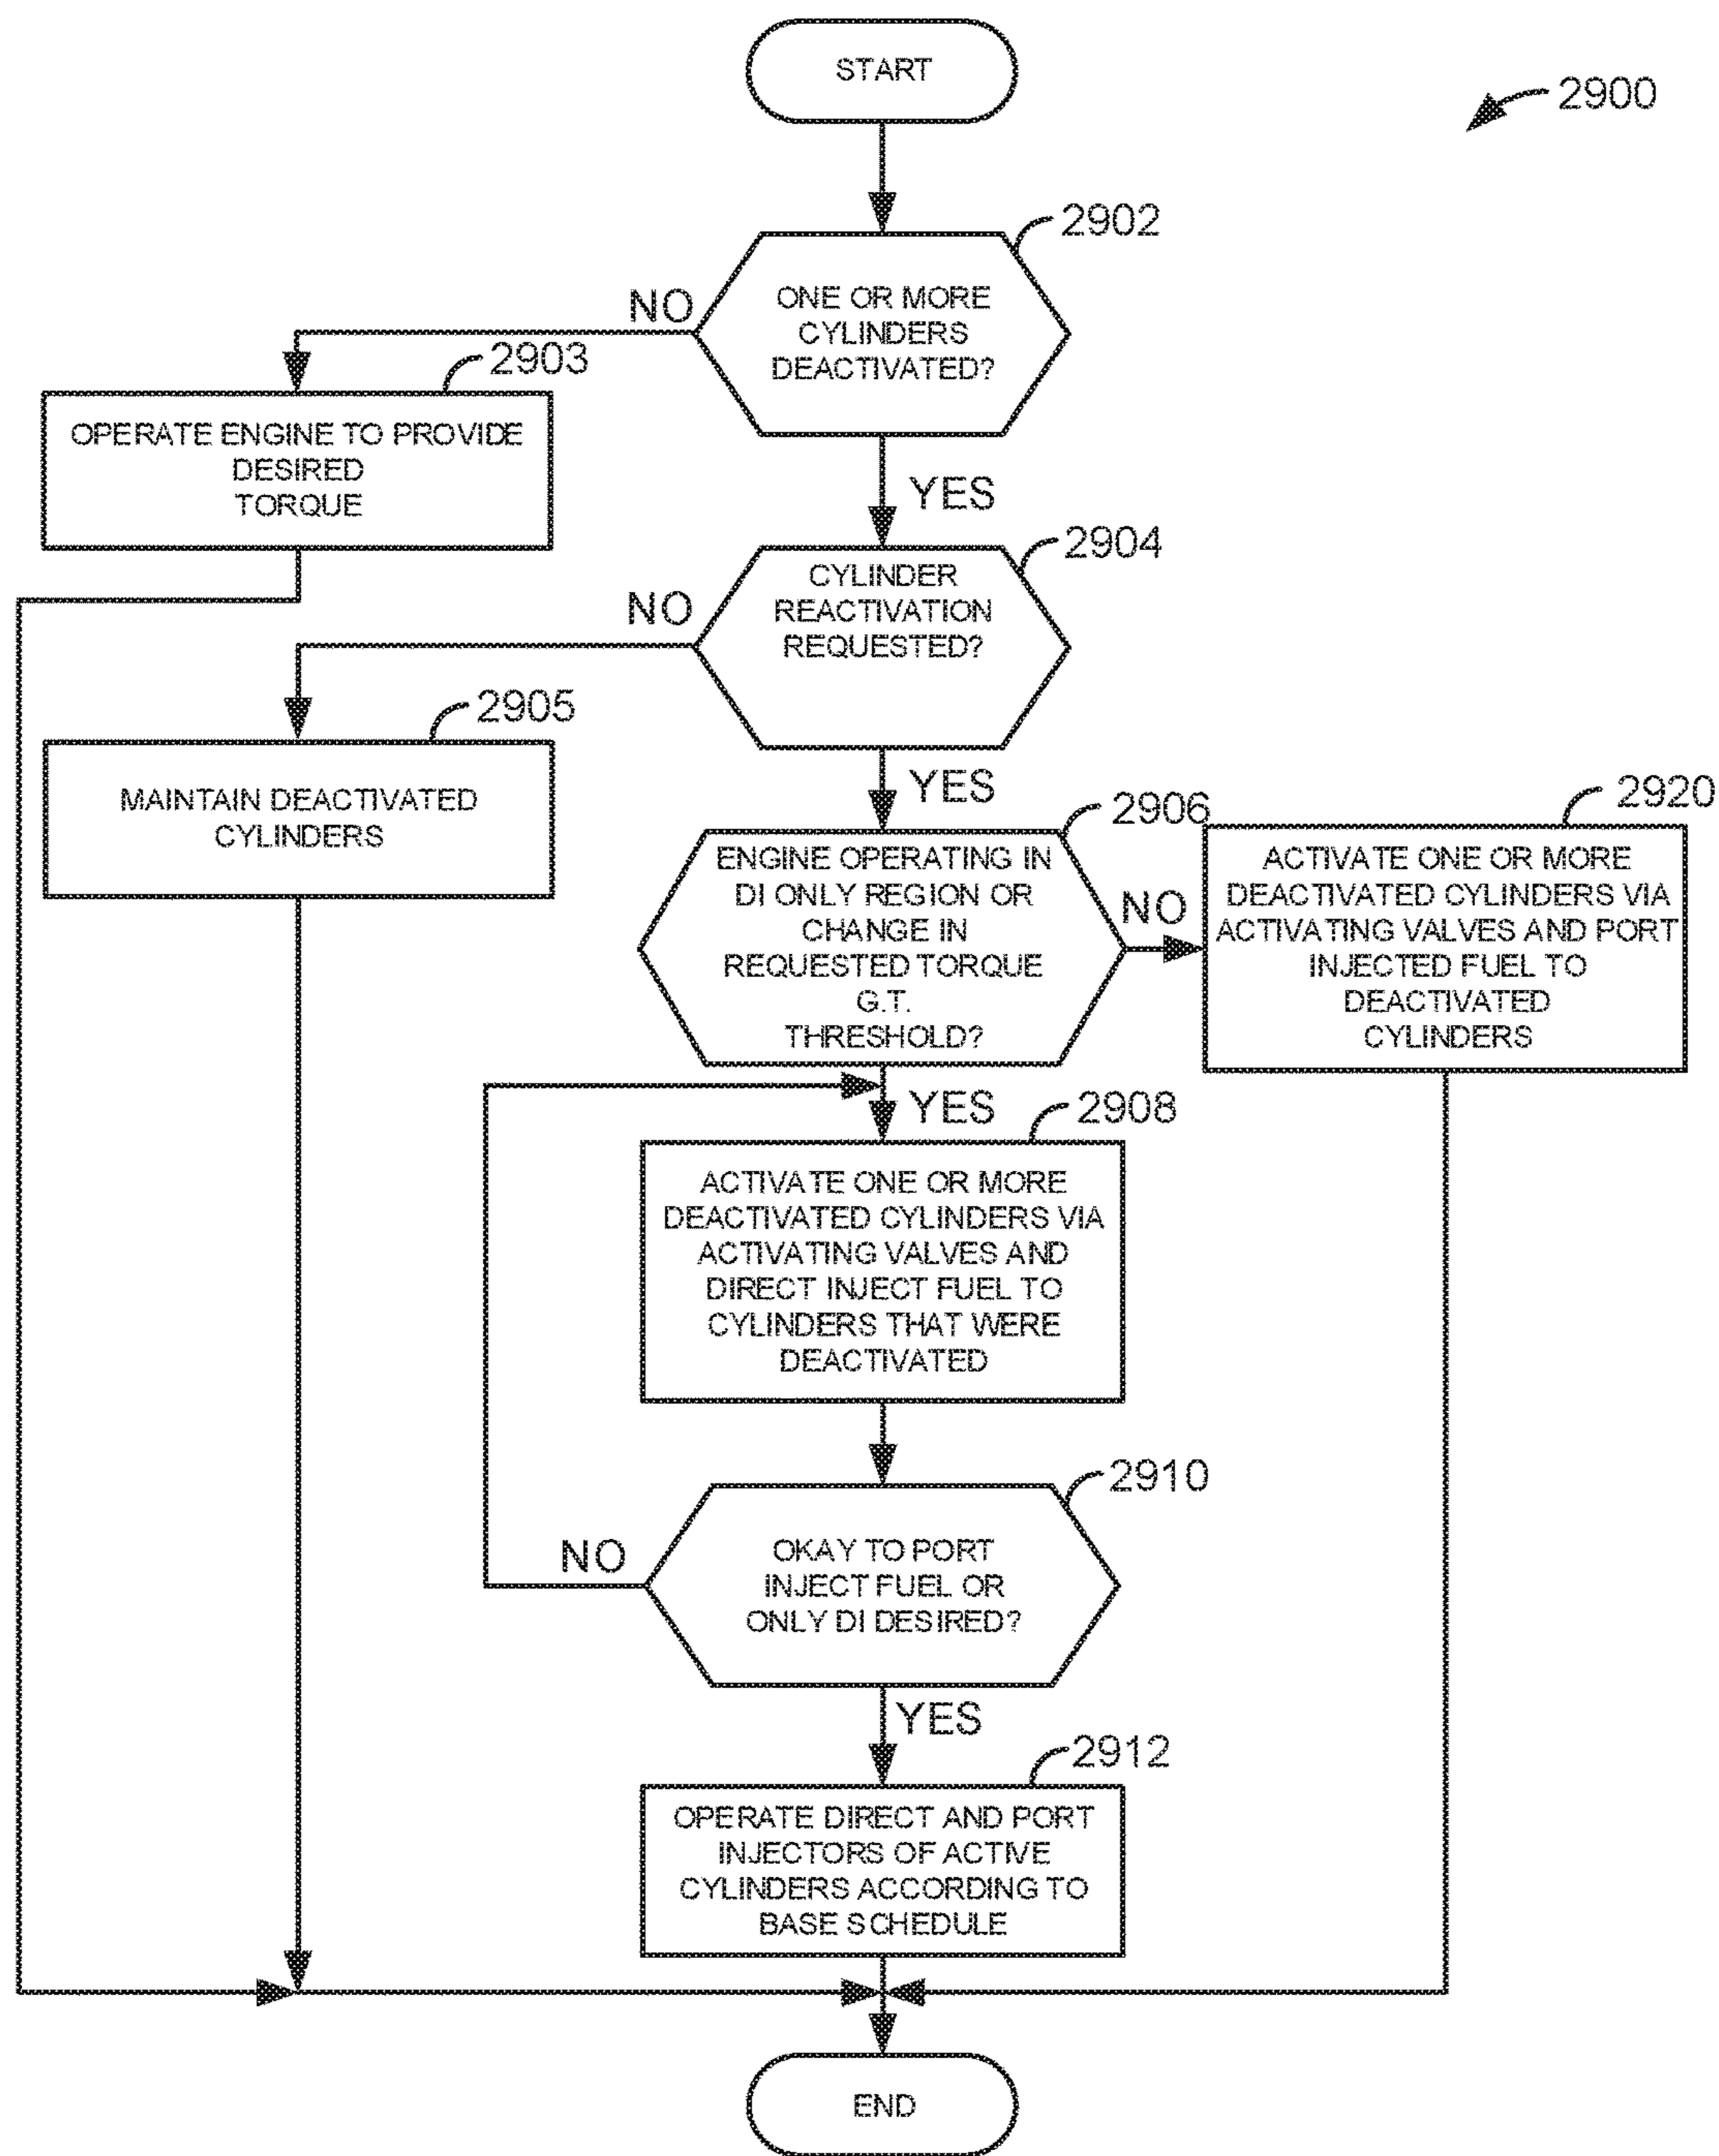 START
2900
2902
ONE OR MORE
CYLINDERS
DEACTIVATED?
NO
2903
OPERATE ENGINE TO PROVIDE
DESIRED
TORQUE
YES
2904
CYLINDER
REACTIVATION
REQUESTED?
NO
2905
MAINTAIN DEACTIVATED
CYLINDERS
YES
2906
ENGINE OPERATING IN
DI ONLY REGION OR
CHANGE IN
REQUESTED TORQUE
G.T.
THRESHOLD?
NO
2920
ACTIVATE ONE OR MORE
DEACTIVATED CYLINDERS VIA
ACTIVATING VALVES AND PORT
INJECTED FUEL TO
DEACTIVATED
CYLINDERS
YES
2908
ACTIVATE ONE OR MORE
DEACTIVATED CYLINDERS VIA
ACTIVATING VALVES AND
DIRECT INJECT FUEL TO
CYLINDERS THAT WERE
DEACTIVATED
2910
OKAY TO PORT
INJECT FUEL OR
ONLY DI DESIRED?
NO
YES
2912
OPERATE DIRECT AND PORT
INJECTORS OF ACTIVE
CYLINDERS ACCORDING TO
BASE SCHEDULE
END